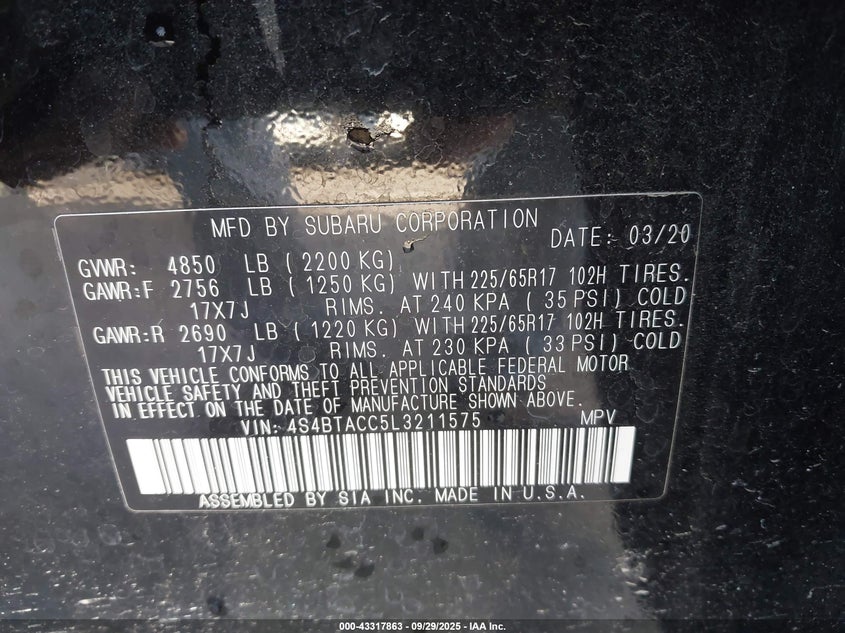 MFD BY SUBARU CORPORATION
DATE: 03/20
GVWR: 4850 LB ( 2200 KG)
GAWR:F 2756 LB ( 1250 KG) WITH 225/65R17 102H TIRES.
17X7J RIMS. AT 240 KPA ( 35 PSI) COLD
GAWR:R 2690 LB ( 1220 KG) WITH 225/65R17 102H TIRES.
17X7J RIMS. AT 230 KPA ( 33 PSI) COLD
THIS VEHICLE CONFORMS TO ALL APPLICABLE FEDERAL MOTOR
VEHICLE SAFETY AND THEFT PREVENTION STANDARDS
IN EFFECT ON THE DATE OF MANUFACTURE SHOWN ABOVE.
VIN: 4S4BTACC5L3211575 MPV
ASSEMBLED BY SIA INC. MADE IN U.S.A.
000-43317863 - 09/29/2025 - IAA Inc.